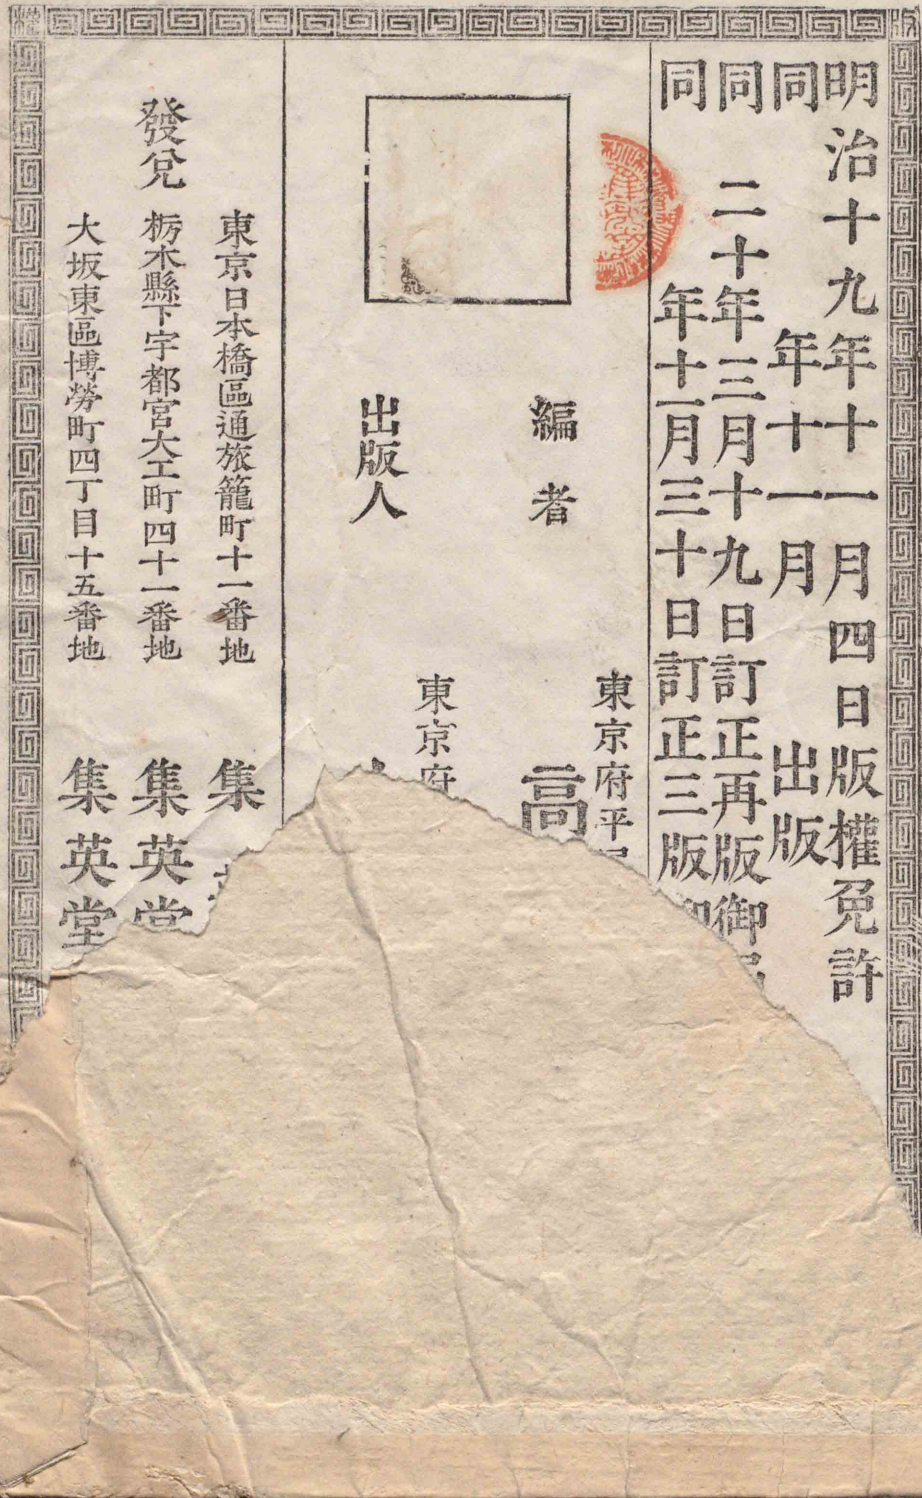 明治十九年十一月四日版權免許
同年十一月出版
同二十年三月十九日訂正再版御
同年十二月三十日訂正三版
東京府平
編者
高
東京府
出版人
發兌
東京日本橋區通旅籠町十一番地
集
栃木縣下宇都宮大工町四十一番地
集英堂
大坂東區博勞町四丁目十五番地
集英堂